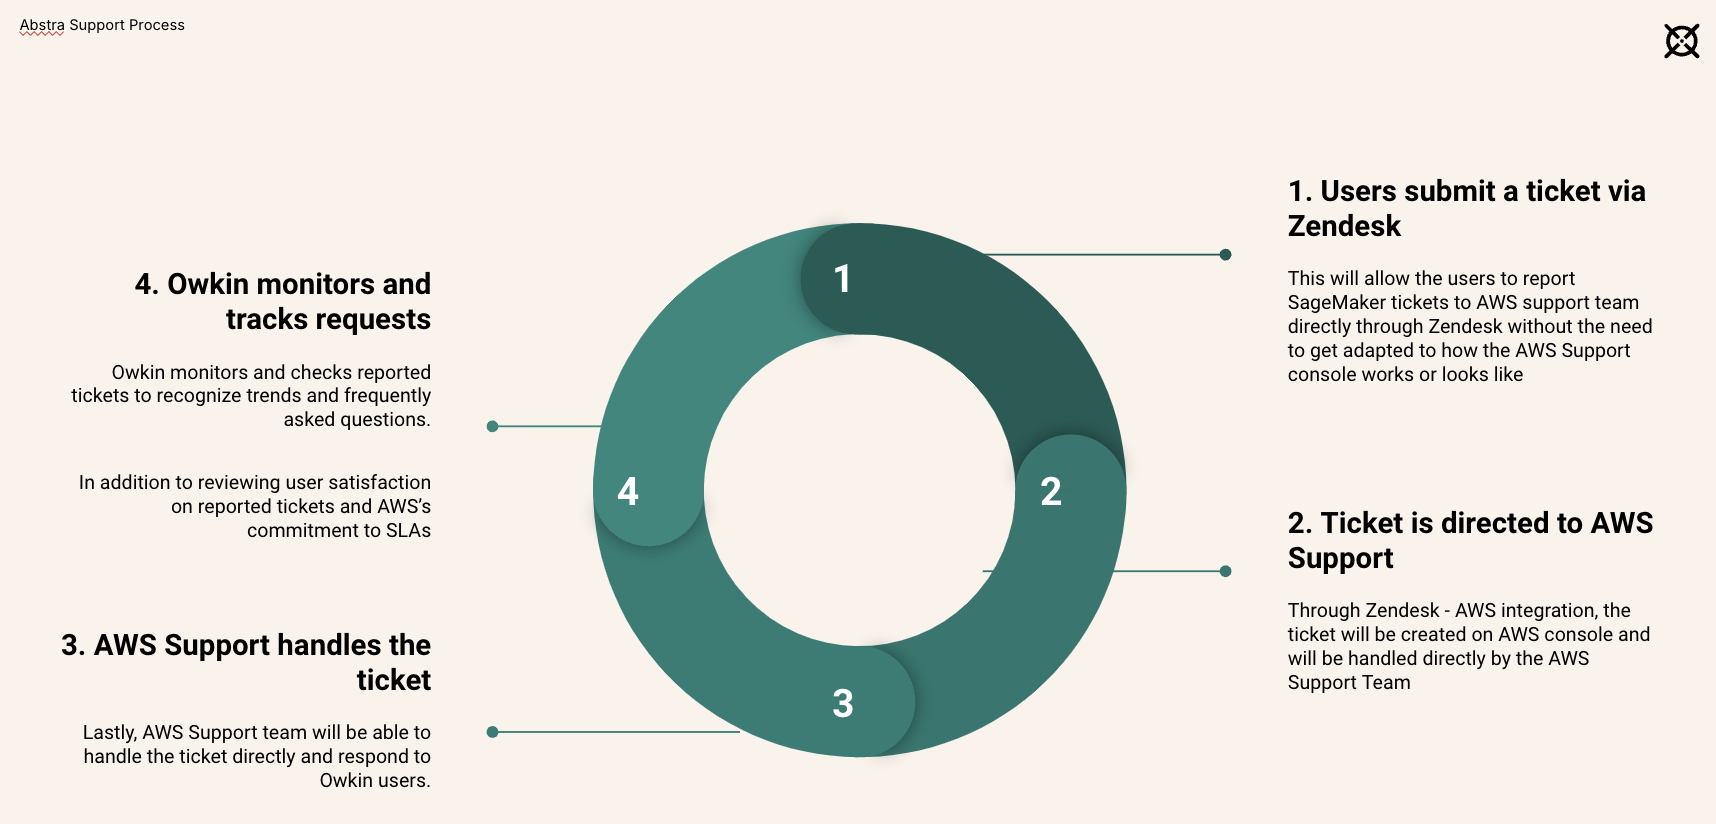 Abstra Support Process
1. Users submit a ticket via
Zendesk
This will allow the users to report
SageMaker tickets to AWS support team
directly through Zendesk without the need
to get adapted to how the AWS Support
console works or looks like
2. Ticket is directed to AWS
Support
Through Zendesk - AWS integration, the
ticket will be created on AWS console and
will be handled directly by the AWS
Support Team
3. AWS Support handles the
ticket
Lastly, AWS Support team will be able to
handle the ticket directly and respond to
Owkin users.
4. Owkin monitors and
tracks requests
Owkin monitors and checks reported
tickets to recognize trends and frequently
asked questions.
In addition to reviewing user satisfaction
on reported tickets and AWS’s
commitment to SLAs
1
2
3
4